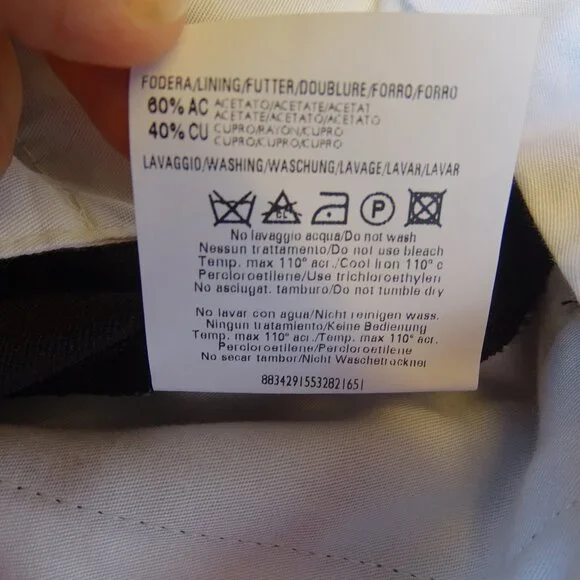 FODERA/LINING/FUTTER/DOUBLURE/FORRO/FORRO
60% AC ACETATO/ACETATE/ACETAT
ACETATE/ACETATO/ACETATO
40% CU CUPRO/RAYON/CUPRO
CUPRO/CUPRO/CUPRO
LAVAGGIO/WASHING/WASCHUNG/LAVAGE/LAVAR/LAVAR
CL P
No lavaggio acqua/Do not wash
Nessun trattamento/Do not use bleach
Temp. max 110° acr./Cool Iron 110° c
Percloroetilene/Use trichloroethylen
No asciugat. tamburo/Do not tumble dry
No lavar con agua/Nicht reinigen wass.
Ningun tratamiento/Keine Bedienung
Temp. max 110° acr./Temp. max 110° acr.
Percloroetilene/Percloroetilene
No secar tambor/Nicht Waschetrockner
88342915532821651